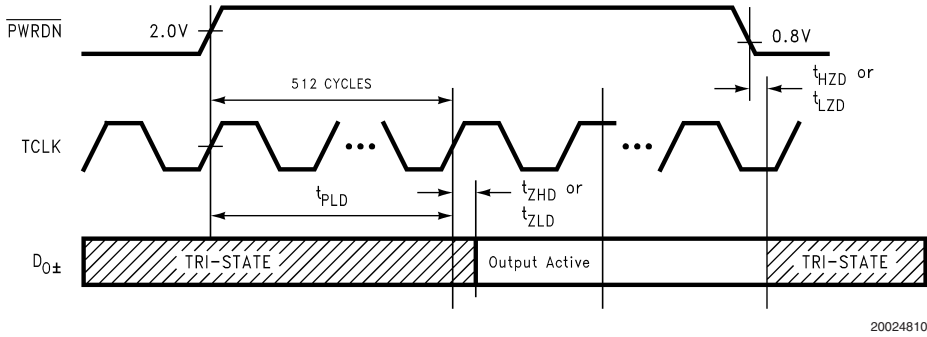 PWRDN
2.0V
0.8V
tHZD or
tLZD
512 CYCLES
TCLK
•••
•••
tPLD
tZHD or
tZLD
DO±
TRI-STATE
Output Active
TRI-STATE
20024810